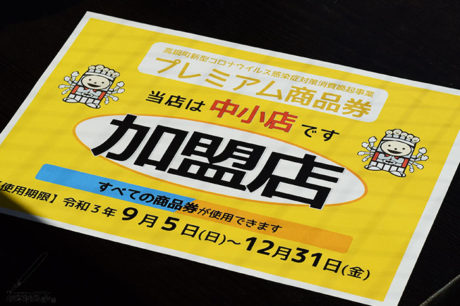 高鍋町新型コロナウイルス感染症対策消費喚起事業
プレミアム商品券
当店は 中小店 です
加盟店
すべての商品券が使用できます
使用期限】令和3年 9月5日(日)～12月31日(金)